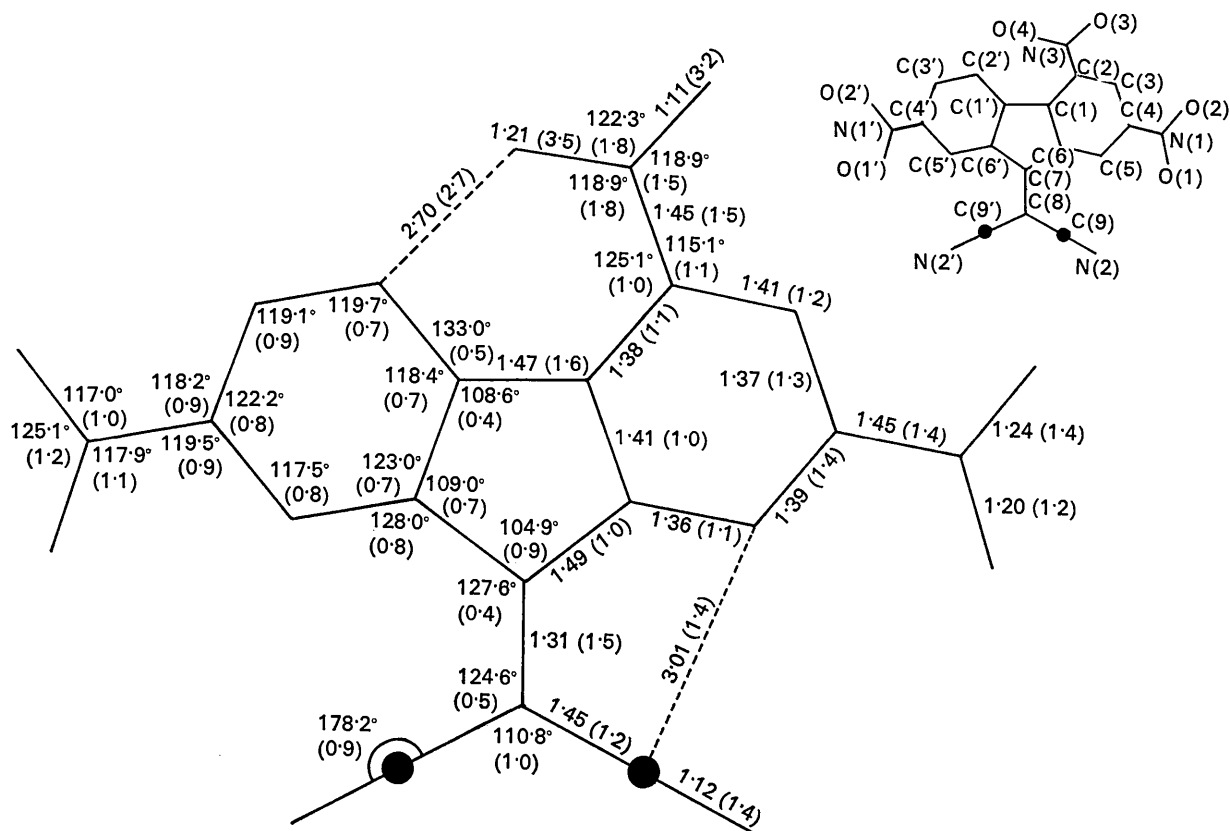 O(3)
O(4)
N(3)
C(2')
C(2)
C(3)
C(3')
O(2')
C(4')
C(1')
C(1)
C(4)
O(2)
N(1')
N(1)
O(1')
C(5')
C(6')
C(6)
C(5)
O(1)
C(7)
C(8)
C(9')
C(9)
N(2')
N(2)
1·11 (3·2)
122·3°
(1·8)
1·21 (3·5)
118·9°
(1·5)
118·9°
(1·8)
2·70 (2·7)
1·45 (1·5)
115·1°
(1·1)
125·1°
(1·0)
1·41 (1·2)
119·1°
(0·9)
119·7°
(0·7)
133·0°
(0·5)
1·47 (1·6)
1·38 (1·1)
1·37 (1·3)
118·4°
(0·7)
108·6°
(0·4)
118·2°
(0·9)
122·2°
(0·8)
117·0°
(1·0)
125·1°
(1·2)
117·9°
(1·1)
119·5°
(0·9)
1·41 (1·0)
1·45 (1·4)
1·24 (1·4)
1·39 (1·4)
1·20 (1·2)
117·5°
(0·8)
123·0°
(0·7)
109·0°
(0·7)
128·0°
(0·8)
104·9°
(0·9)
1·49 (1·0)
1·36 (1·1)
127·6°
(0·4)
1·31 (1·5)
3·01 (1·4)
124·6°
(0·5)
178·2°
(0·9)
110·8°
(1·0)
1·45 (1·2)
1·12 (1·4)